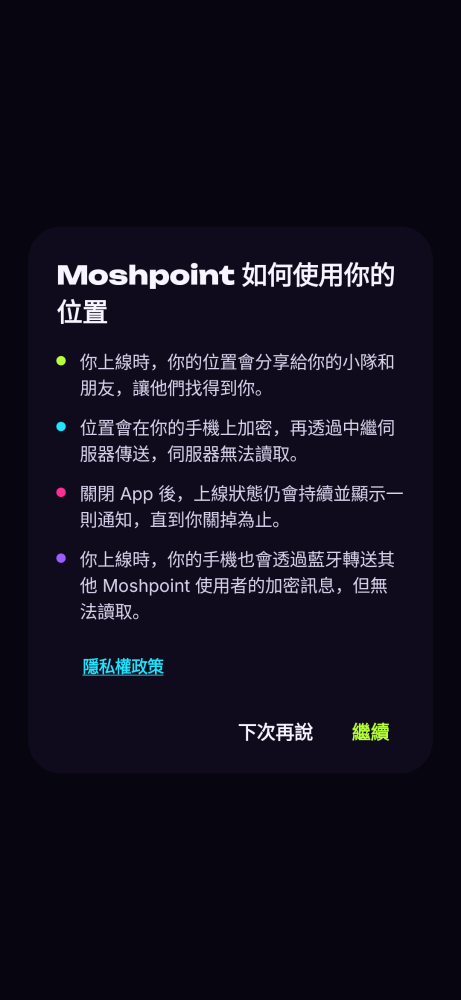 Moshpoint 如何使用你的
位置
你上線時，你的位置會分享給你的小隊和
朋友，讓他們找得到你。
位置會在你的手機上加密，再透過中繼伺
服器傳送，伺服器無法讀取。
關閉 App 後，上線狀態仍會持續並顯示一
則通知，直到你關掉為止。
你上線時，你的手機也會透過藍牙轉送其
他 Moshpoint 使用者的加密訊息，但無
法讀取。
隱私權政策
下次再說 繼續